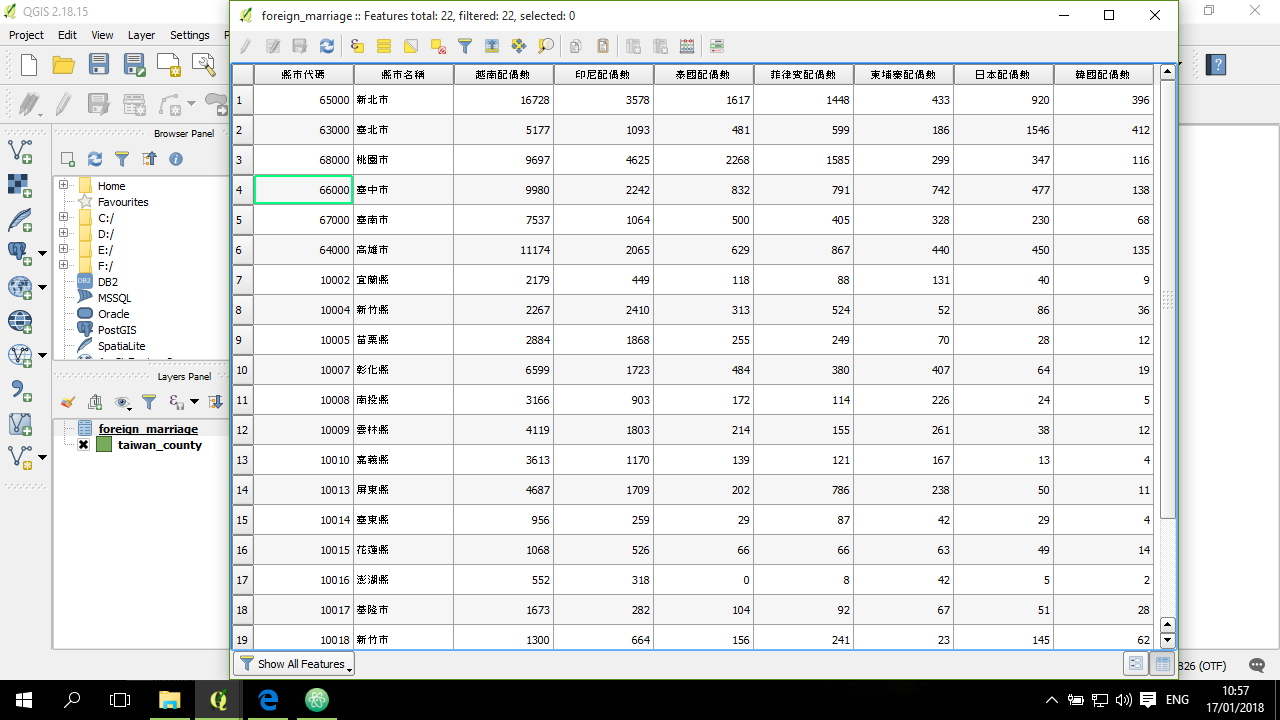 QGIS 2.18.15
foreign_marriage :: Features total: 22, filtered: 22, selected: 0
Project Edit View Layer Settings
Browser Panel
Home
Favourites
C:/
D:/
E:/
F:/
DB2
MSSQL
Oracle
PostGIS
SpatiaLite
Layers Panel
foreign_marriage
taiwan_county
縣市代碼 縣市名稱 越南配偶數 印尼配偶數 泰國配偶數 菲律賓配偶數 柬埔寨配偶數 日本配偶數 韓國配偶數
1 65000 新北市 16728 3578 1617 1448 433 920 396
2 63000 臺北市 5177 1093 481 599 186 1546 412
3 68000 桃園市 9697 4625 2268 1585 299 347 116
4 66000 臺中市 9980 2242 832 791 742 477 138
5 67000 臺南市 7537 1064 500 405 328 230 68
6 64000 高雄市 11174 2065 629 867 440 450 135
7 10002 宜蘭縣 2179 449 118 88 131 40 9
8 10004 新竹縣 2267 2410 313 524 52 86 36
9 10005 苗栗縣 2884 1868 255 249 70 28 12
10 10007 彰化縣 6599 1723 484 380 407 64 19
11 10008 南投縣 3166 903 172 114 226 24 5
12 10009 雲林縣 4119 1803 214 155 261 38 12
13 10010 嘉義縣 3613 1170 139 121 167 13 4
14 10013 屏東縣 4687 1709 202 786 238 50 11
15 10014 臺東縣 956 259 29 87 42 29 4
16 10015 花蓮縣 1068 526 66 66 63 49 14
17 10016 澎湖縣 552 318 0 8 42 5 2
18 10017 基隆市 1673 282 104 92 67 51 28
19 10018 新竹市 1300 664 156 241 23 145 62
Show All Features
326 (OTF)
ENG
10:57
17/01/2018